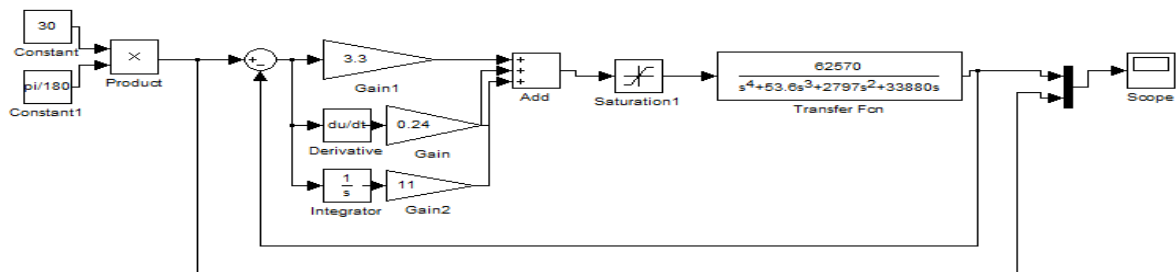 30
Constant
pi/180
Constant1
×
Product
+
−
3.3
Gain1
du/dt
Derivative
0.24
Gain
1
s
Integrator
11
Gain2
+
+
+
Add
Saturation1
62570
s⁴+53.6s³+2797s²+33880s
Transfer Fcn
Scope